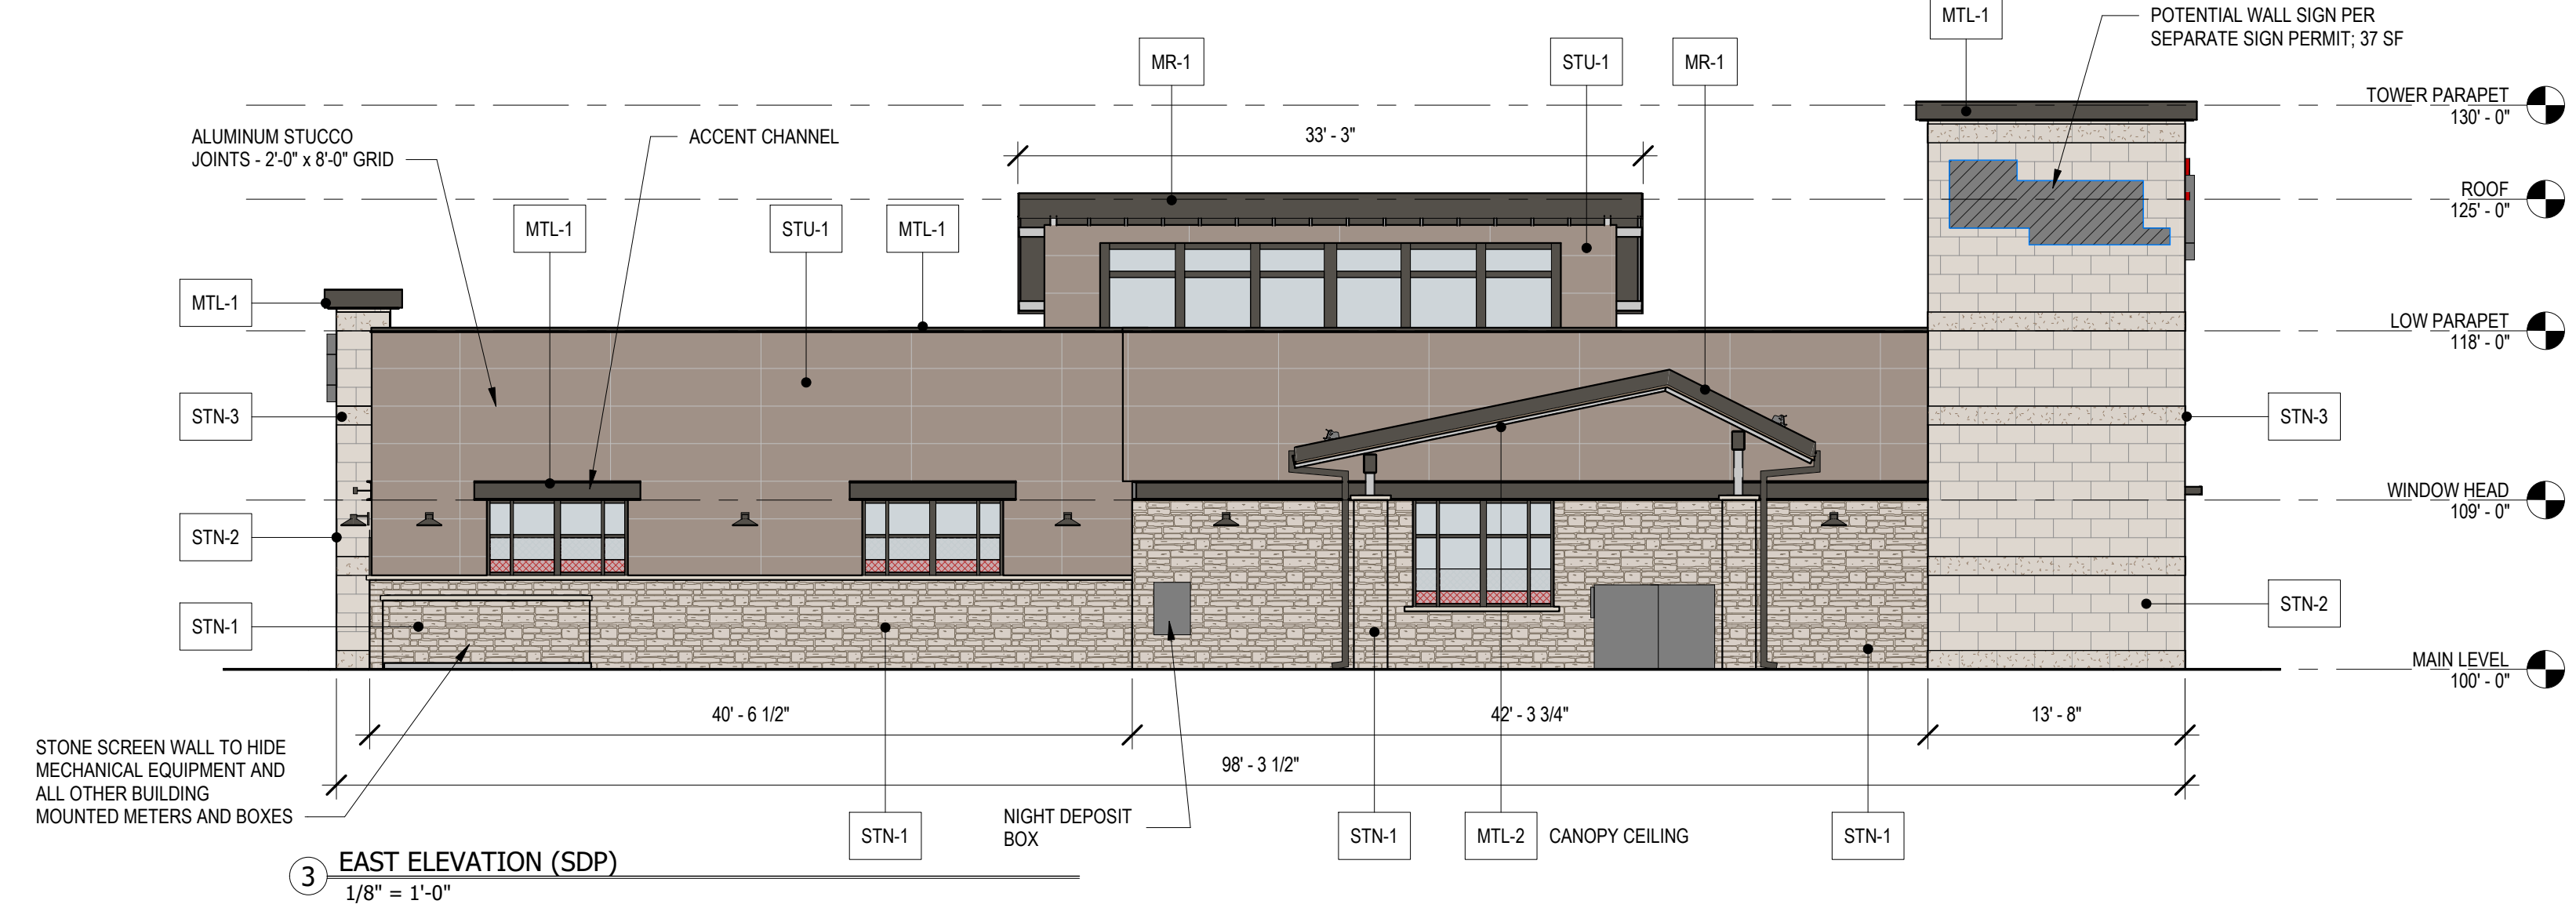 MTL-1
POTENTIAL WALL SIGN PER
SEPARATE SIGN PERMIT; 37 SF
MR-1
STU-1
MR-1
TOWER PARAPET
130' - 0"
ALUMINUM STUCCO
JOINTS - 2'-0" x 8'-0" GRID
ACCENT CHANNEL
33' - 3"
ROOF
125' - 0"
MTL-1
STU-1
MTL-1
MTL-1
LOW PARAPET
118' - 0"
STN-3
STN-3
WINDOW HEAD
109' - 0"
STN-2
STN-1
STN-2
MAIN LEVEL
100' - 0"
40' - 6 1/2"
42' - 3 3/4"
13' - 8"
98' - 3 1/2"
STONE SCREEN WALL TO HIDE
MECHANICAL EQUIPMENT AND
ALL OTHER BUILDING
MOUNTED METERS AND BOXES
STN-1
NIGHT DEPOSIT
BOX
STN-1
MTL-2
CANOPY CEILING
STN-1
3
EAST ELEVATION (SDP)
1/8" = 1'-0"